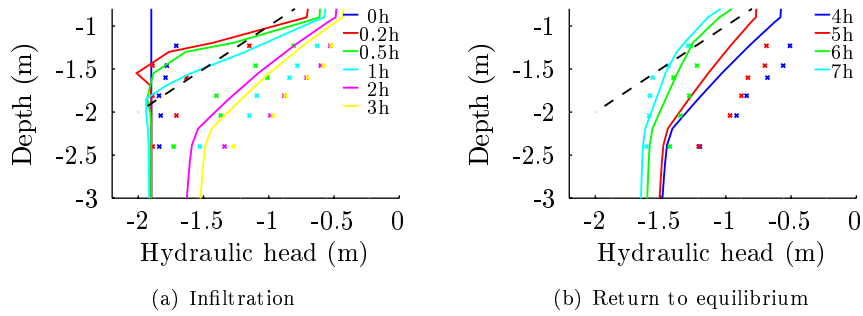 -1
-1.5
-2
-2.5
-3
Depth (m)
-2 -1.5 -1 -0.5 0
Hydraulic head (m)
0h
0.2h
0.5h
1h
2h
3h
(a) Infiltration
-1
-1.5
-2
-2.5
-3
Depth (m)
-2 -1.5 -1 -0.5 0
Hydraulic head (m)
4h
5h
6h
7h
(b) Return to equilibrium